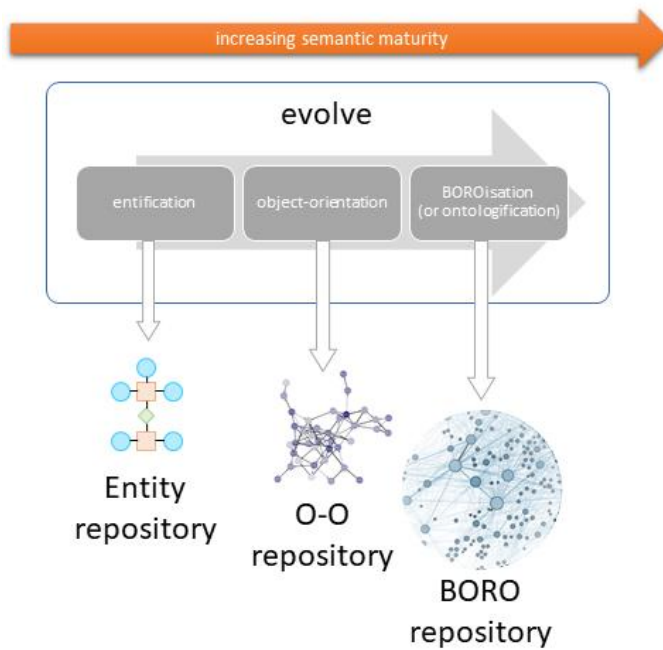 increasing semantic maturity
evolve
entification
object-orientation
BOROisation
(or ontologification)
Entity
repository
O-O
repository
BORO
repository